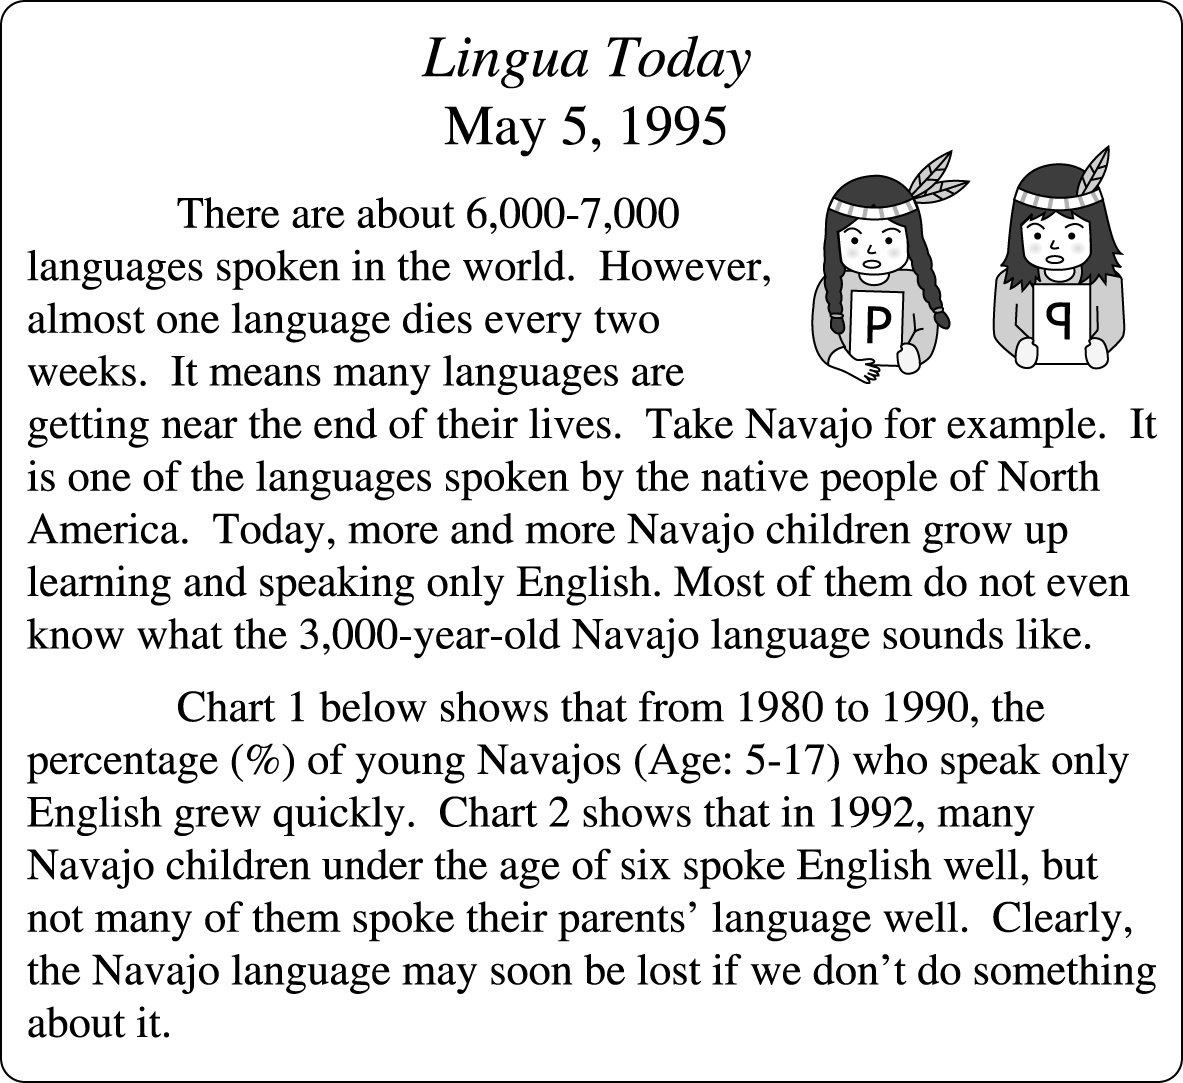 Lingua Today
May 5, 1995
P
ꟼ
There are about 6,000-7,000
languages spoken in the world.  However,
almost one language dies every two
weeks.  It means many languages are
getting near the end of their lives.  Take Navajo for example.  It
is one of the languages spoken by the native people of North
America.  Today, more and more Navajo children grow up
learning and speaking only English. Most of them do not even
know what the 3,000-year-old Navajo language sounds like.
Chart 1 below shows that from 1980 to 1990, the
percentage (%) of young Navajos (Age: 5-17) who speak only
English grew quickly.  Chart 2 shows that in 1992, many
Navajo children under the age of six spoke English well, but
not many of them spoke their parents’ language well.  Clearly,
the Navajo language may soon be lost if we don’t do something
about it.